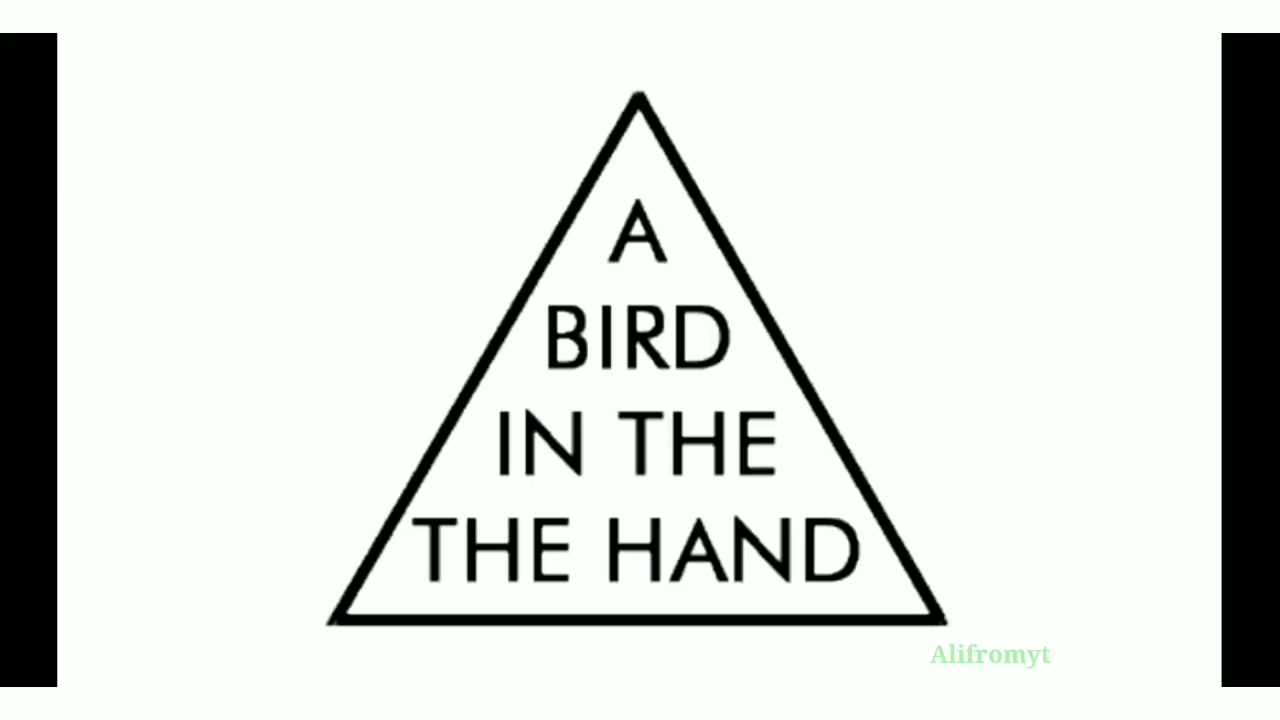 A
BIRD
IN THE
THE HAND
Alifromyt